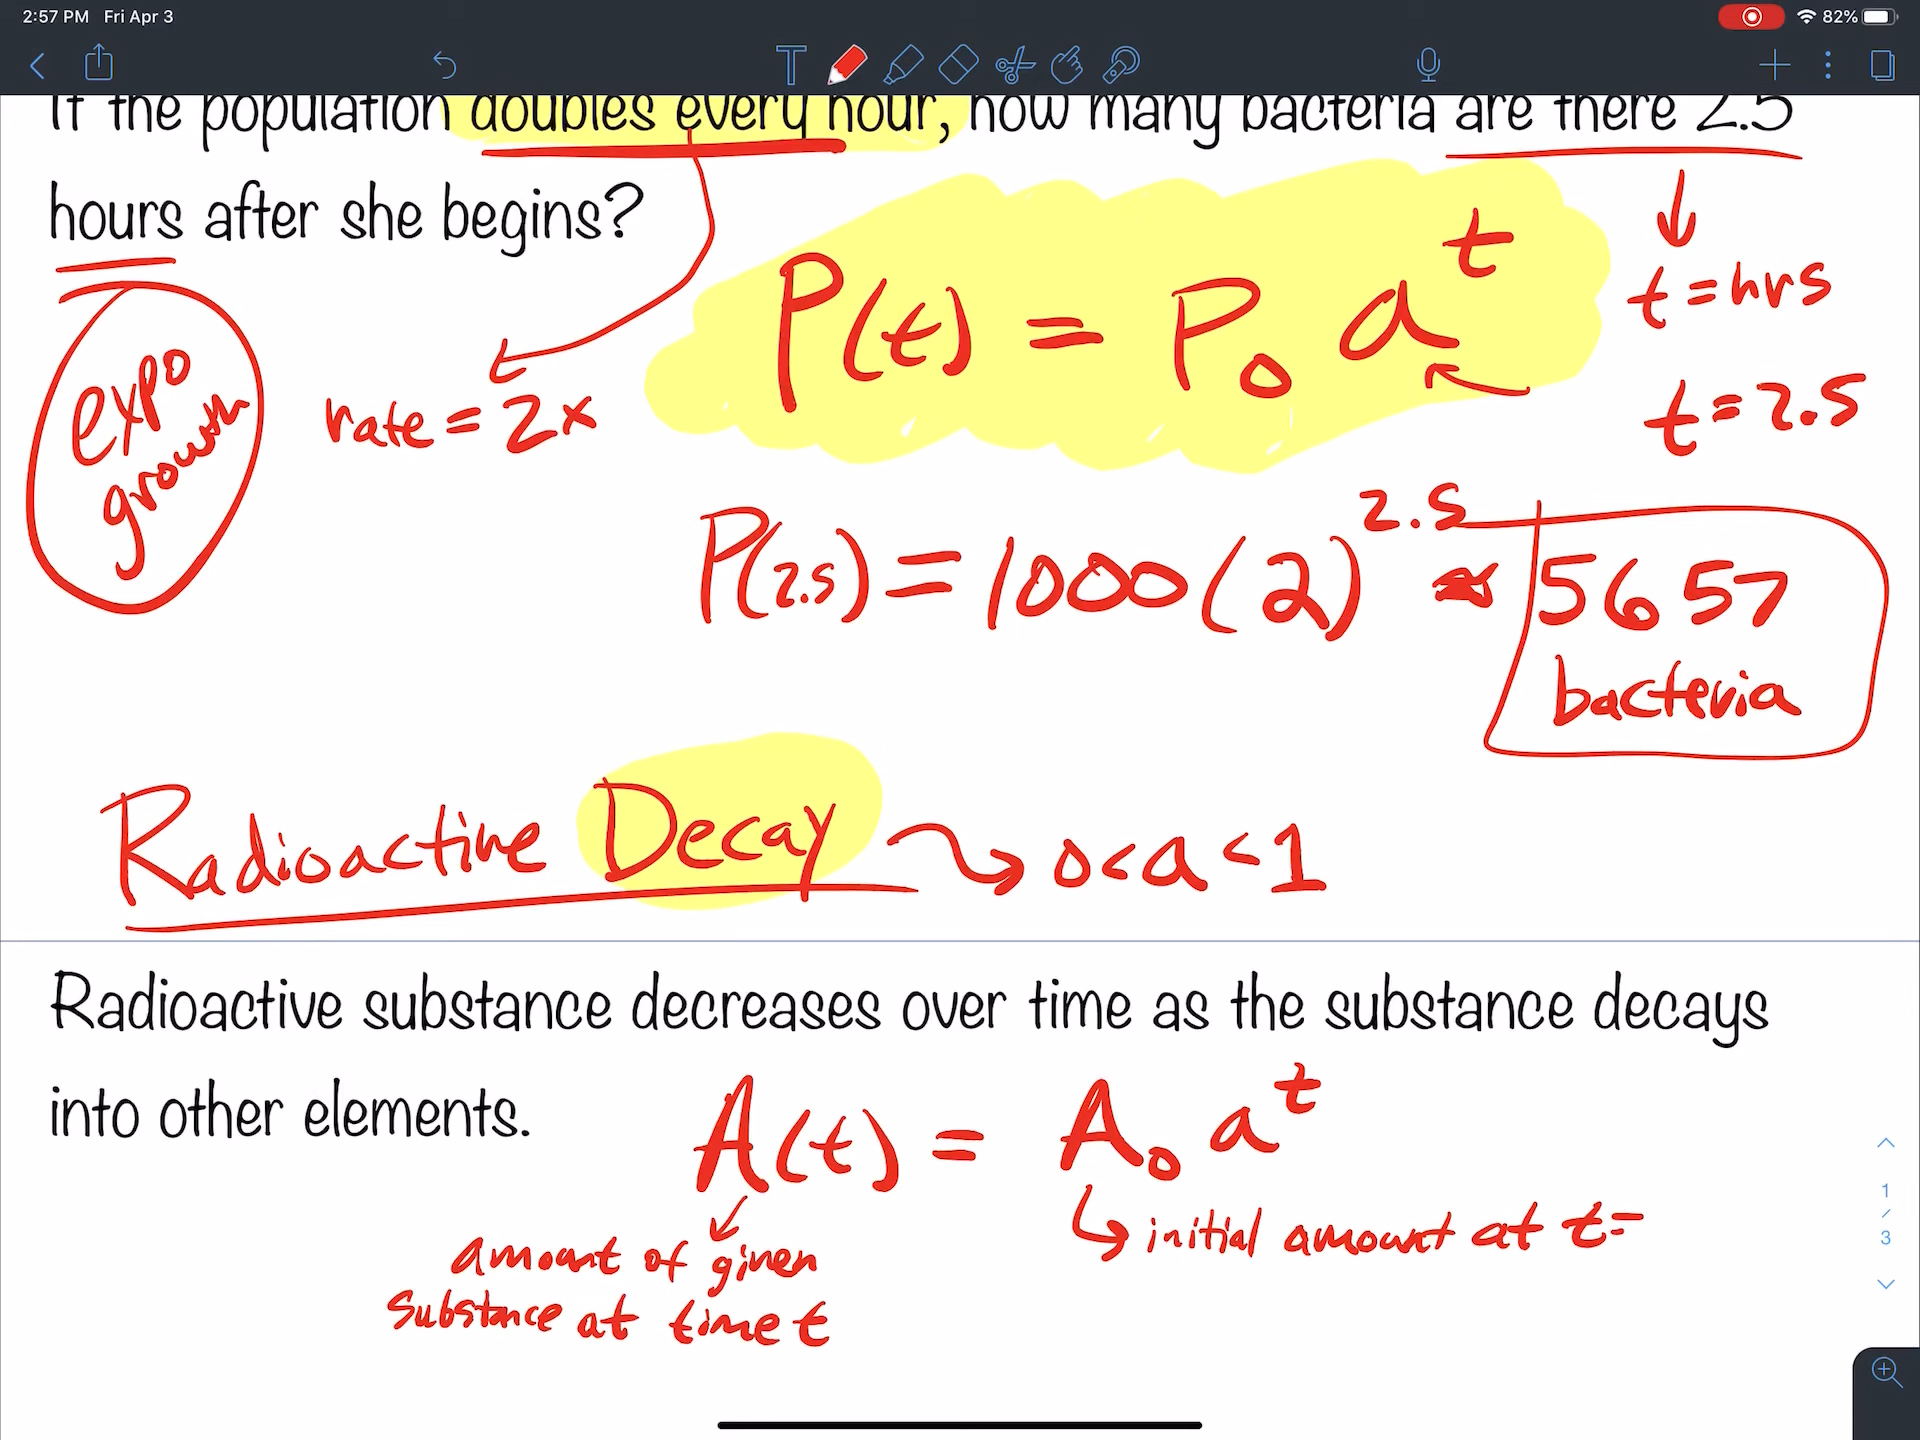 2:57 PM Fri Apr 3
82%
If the population doubles every hour, how many bacteria are there 2.5
hours after she begins?
P(t) = P₀ aᵗ
t = hrs
expo
growth
rate = 2x
t = 2.5
P(2.5) = 1000(2)^2.5 ≈ 5657
bacteria
Radioactive Decay
0<a<1
Radioactive substance decreases over time as the substance decays
into other elements.
A(t) = A₀ aᵗ
initial amount at t=
amount of given
substance at time t
1
/
3